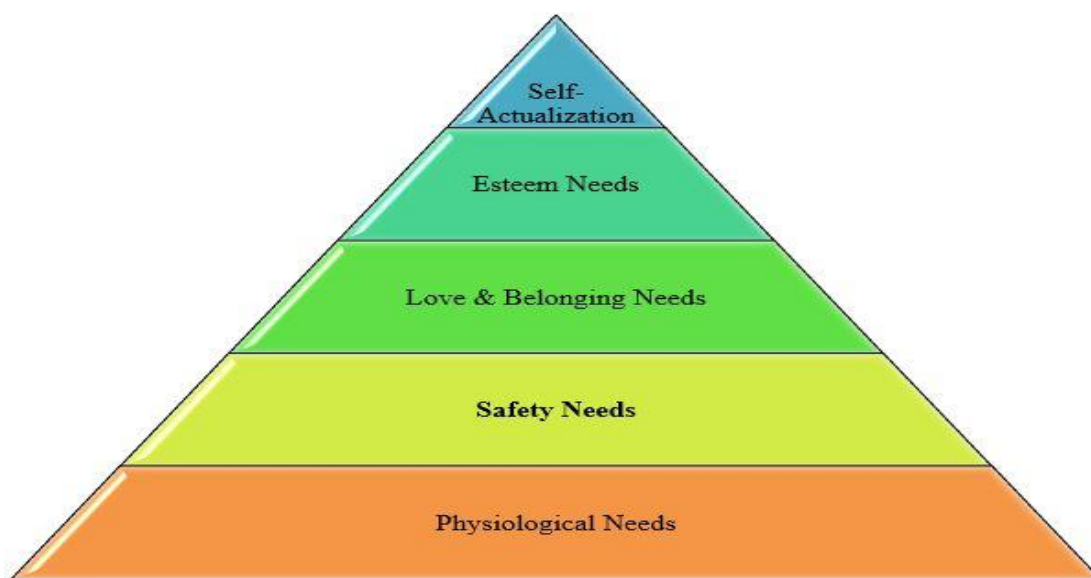 Self-
Actualization
Esteem Needs
Love & Belonging Needs
Safety Needs
Physiological Needs